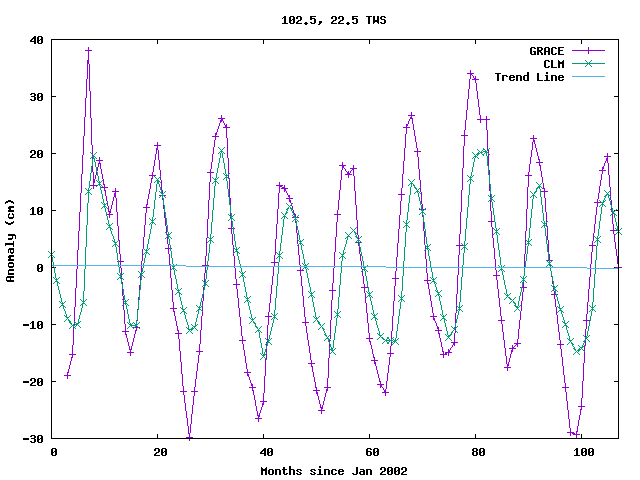 102.5, 22.5 TWS
GRACE
CLM
Trend Line
Anomaly (cm)
40
30
20
10
0
-10
-20
-30
0 20 40 60 80 100
Months since Jan 2002